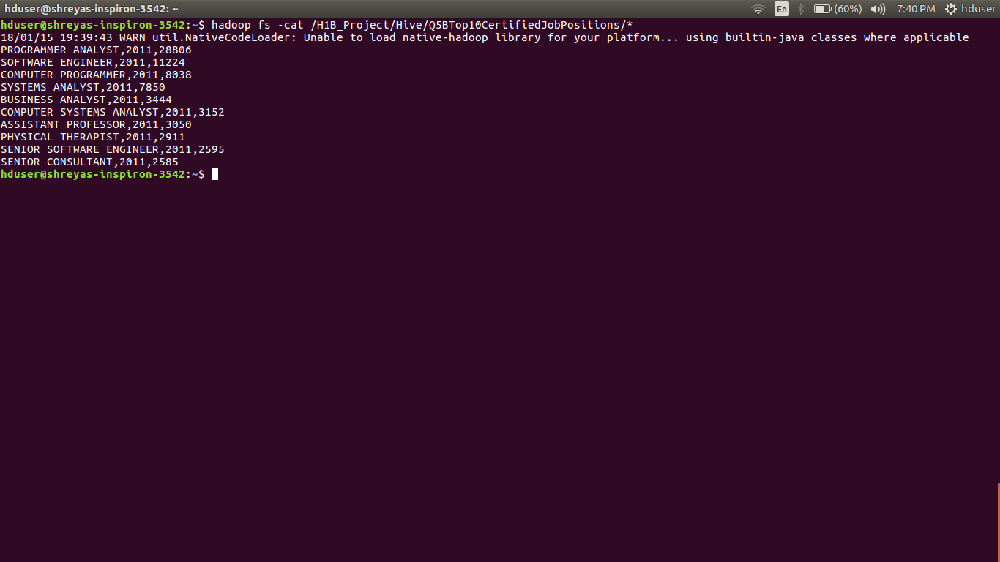 hduser@shreyas-inspiron-3542: ~ En (60%) 7:40 PM hduser
hduser@shreyas-inspiron-3542:~$ hadoop fs -cat /H1B_Project/Hive/Q5BTop10CertifiedJobPositions/*
18/01/15 19:39:43 WARN util.NativeCodeLoader: Unable to load native-hadoop library for your platform... using builtin-java classes where applicable
PROGRAMMER ANALYST,2011,28806
SOFTWARE ENGINEER,2011,11224
COMPUTER PROGRAMMER,2011,8038
SYSTEMS ANALYST,2011,7850
BUSINESS ANALYST,2011,3444
COMPUTER SYSTEMS ANALYST,2011,3152
ASSISTANT PROFESSOR,2011,3050
PHYSICAL THERAPIST,2011,2911
SENIOR SOFTWARE ENGINEER,2011,2595
SENIOR CONSULTANT,2011,2585
hduser@shreyas-inspiron-3542:~$